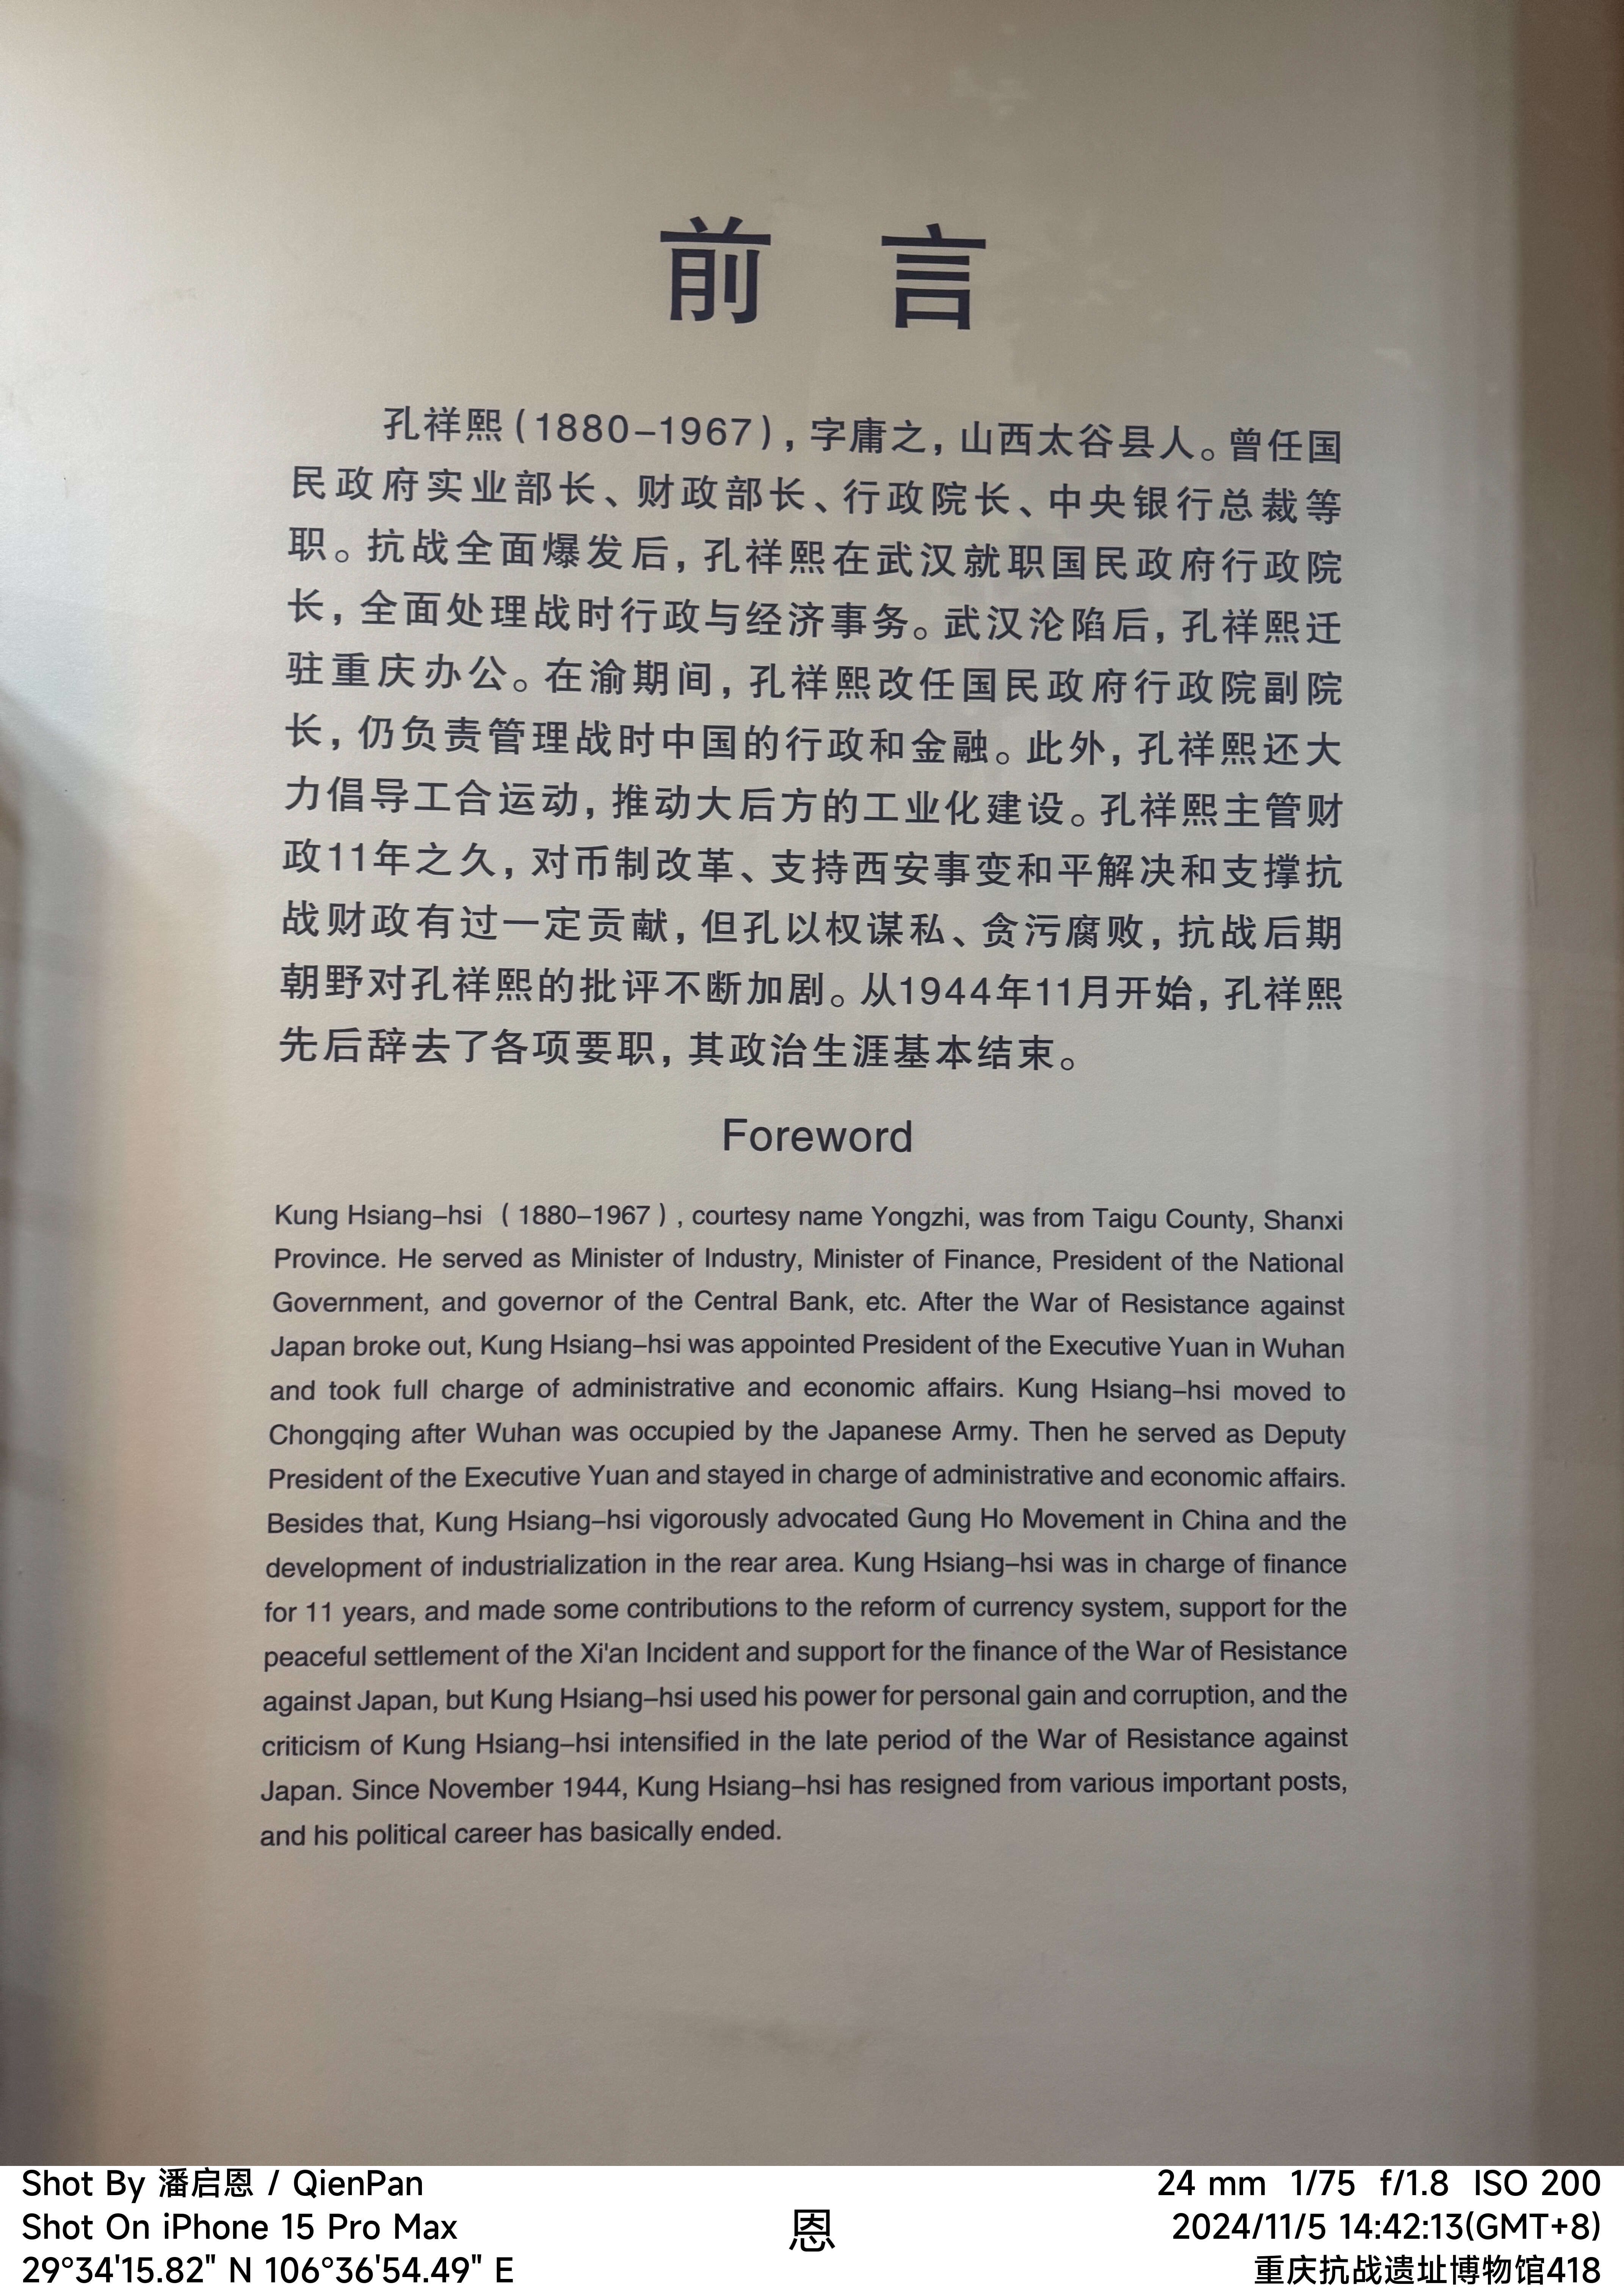 前 言
孔祥熙(1880-1967),字庸之,山西太谷县人。曾任国
民政府实业部长、财政部长、行政院长、中央银行总裁等
职。抗战全面爆发后,孔祥熙在武汉就职国民政府行政院
长,全面处理战时行政与经济事务。武汉沦陷后,孔祥熙迁
驻重庆办公。在渝期间,孔祥熙改任国民政府行政院副院
长,仍负责管理战时中国的行政和金融。此外,孔祥熙还大
力倡导工合运动,推动大后方的工业化建设。孔祥熙主管财
政11年之久,对币制改革、支持西安事变和平解决和支撑抗
战财政有过一定贡献,但孔以权谋私、贪污腐败,抗战后期
朝野对孔祥熙的批评不断加剧。从1944年11月开始,孔祥熙
先后辞去了各项要职,其政治生涯基本结束。
Foreword
Kung Hsiang-hsi (1880-1967), courtesy name Yongzhi, was from Taigu County, Shanxi
Province. He served as Minister of Industry, Minister of Finance, President of the National
Government, and governor of the Central Bank, etc. After the War of Resistance against
Japan broke out, Kung Hsiang-hsi was appointed President of the Executive Yuan in Wuhan
and took full charge of administrative and economic affairs. Kung Hsiang-hsi moved to
Chongqing after Wuhan was occupied by the Japanese Army. Then he served as Deputy
President of the Executive Yuan and stayed in charge of administrative and economic affairs.
Besides that, Kung Hsiang-hsi vigorously advocated Gung Ho Movement in China and the
development of industrialization in the rear area. Kung Hsiang-hsi was in charge of finance
for 11 years, and made some contributions to the reform of currency system, support for the
peaceful settlement of the Xi'an Incident and support for the finance of the War of Resistance
against Japan, but Kung Hsiang-hsi used his power for personal gain and corruption, and the
criticism of Kung Hsiang-hsi intensified in the late period of the War of Resistance against
Japan. Since November 1944, Kung Hsiang-hsi has resigned from various important posts,
and his political career has basically ended.
Shot By 潘启恩 / QienPan
Shot On iPhone 15 Pro Max
29°34'15.82" N 106°36'54.49" E
恩
24 mm 1/75 f/1.8 ISO 200
2024/11/5 14:42:13(GMT+8)
重庆抗战遗址博物馆418